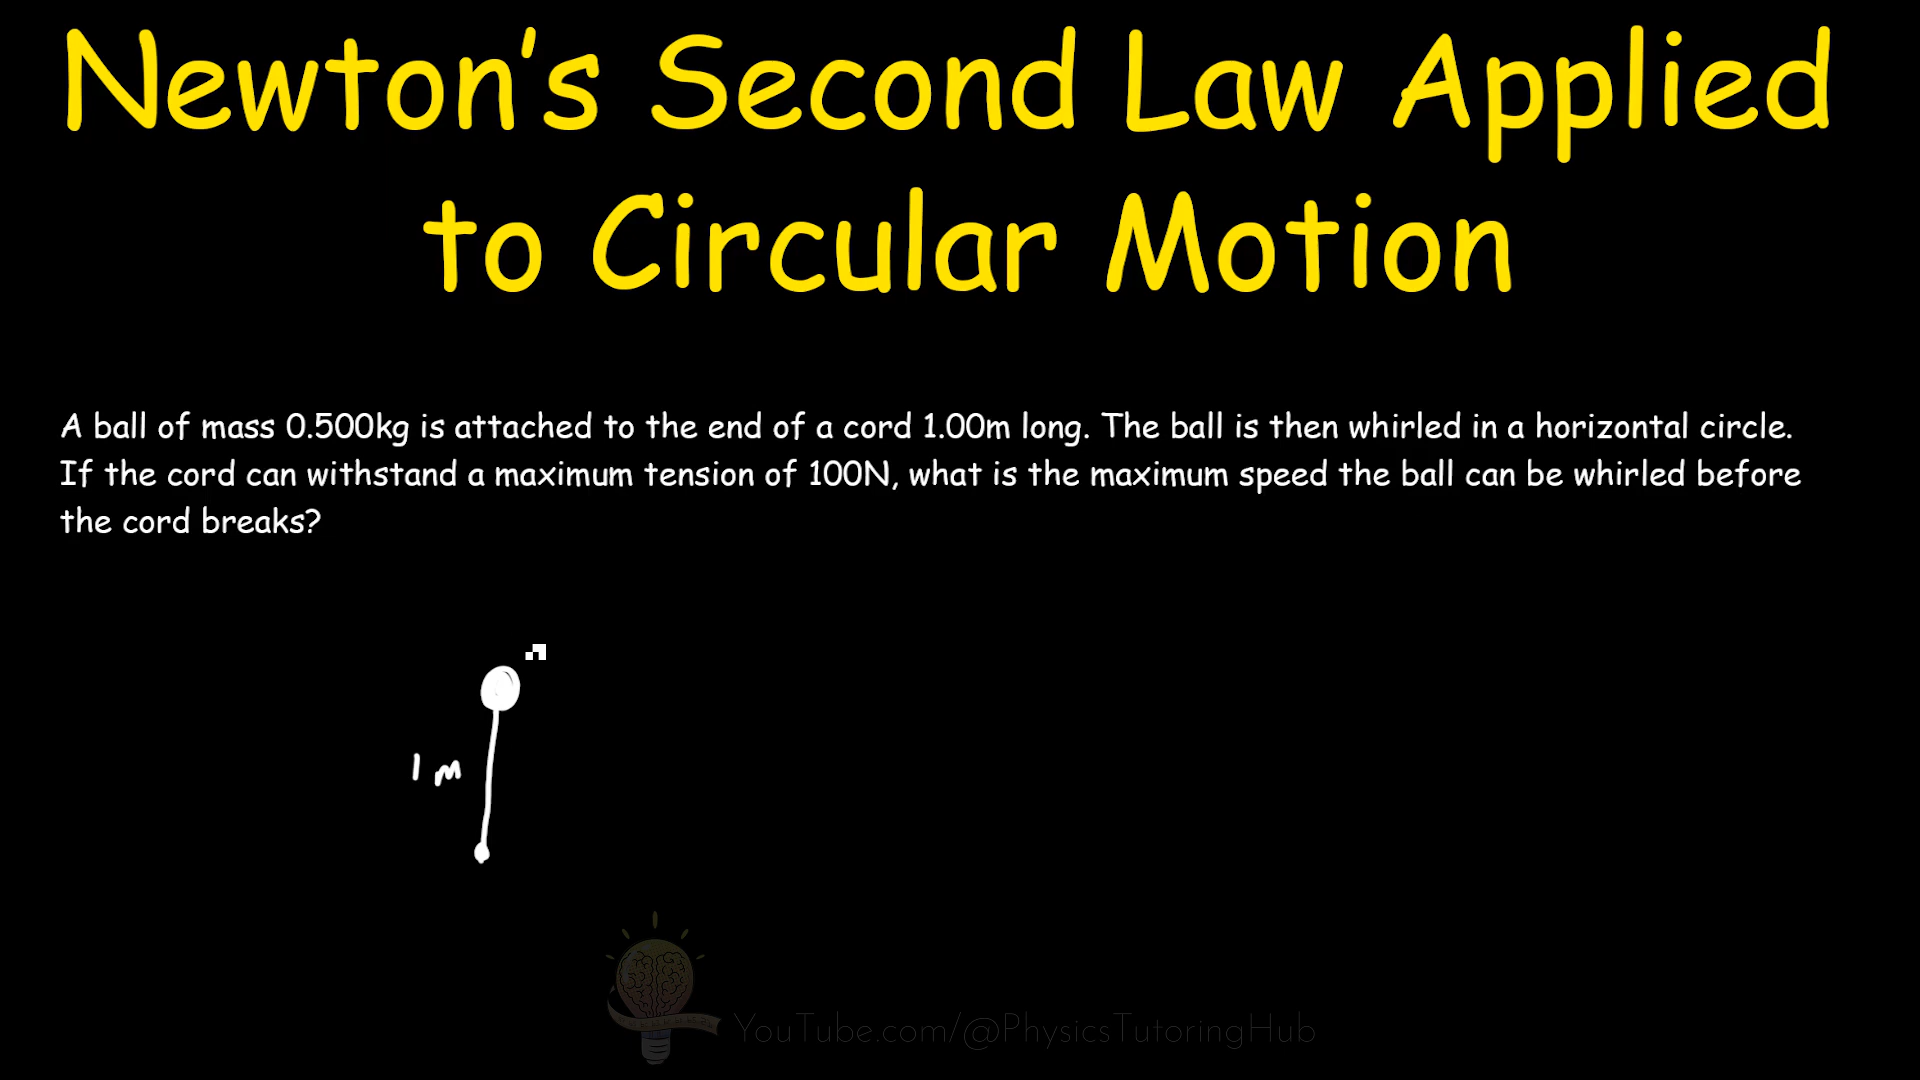 Newton's Second Law Applied
to Circular Motion
A ball of mass 0.500kg is attached to the end of a cord 1.00m long. The ball is then whirled in a horizontal circle.
If the cord can withstand a maximum tension of 100N, what is the maximum speed the ball can be whirled before
the cord breaks?
1 m
YouTube.com/@PhysicsTutoringHub